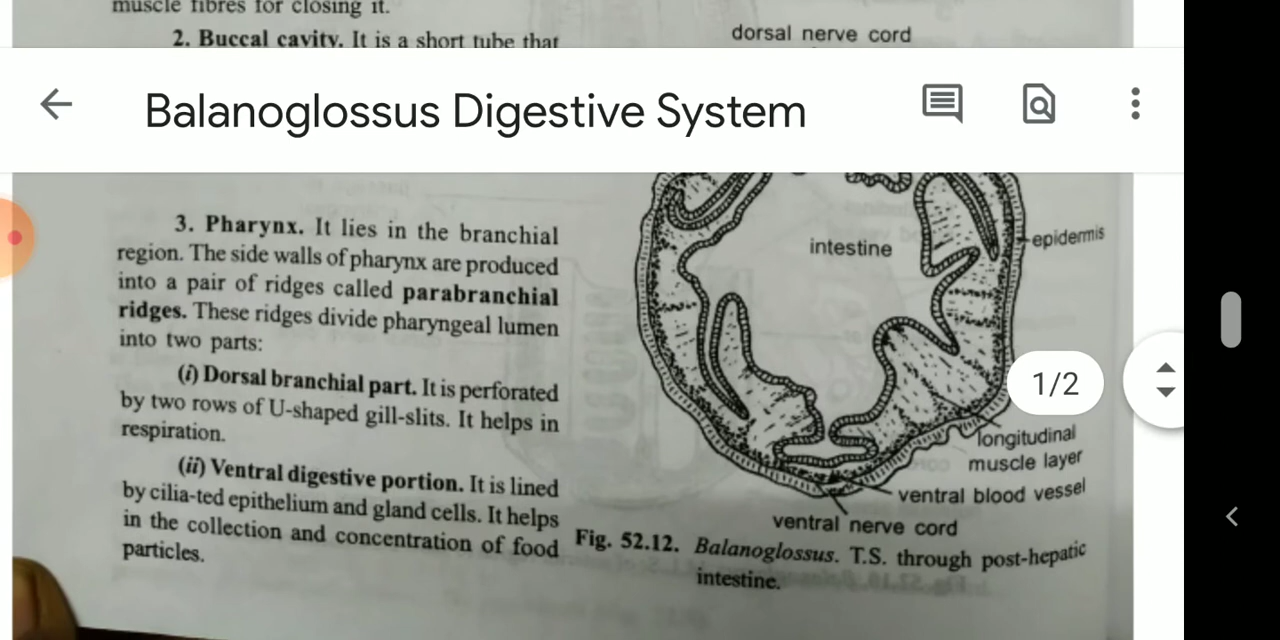 muscle fibres for closing it.
2. Buccal cavity. It is a short tube that
dorsal nerve cord
Balanoglossus Digestive System
3. Pharynx. It lies in the branchial
region. The side walls of pharynx are produced
into a pair of ridges called parabranchial
ridges. These ridges divide pharyngeal lumen
into two parts:
(i) Dorsal branchial part. It is perforated
by two rows of U-shaped gill-slits. It helps in
respiration.
(ii) Ventral digestive portion. It is lined
by cilia-ted epithelium and gland cells. It helps
in the collection and concentration of food
particles.
intestine
epidermis
1/2
longitudinal
muscle layer
ventral blood vessel
ventral nerve cord
Fig. 52.12. Balanoglossus. T.S. through post-hepatic
intestine.